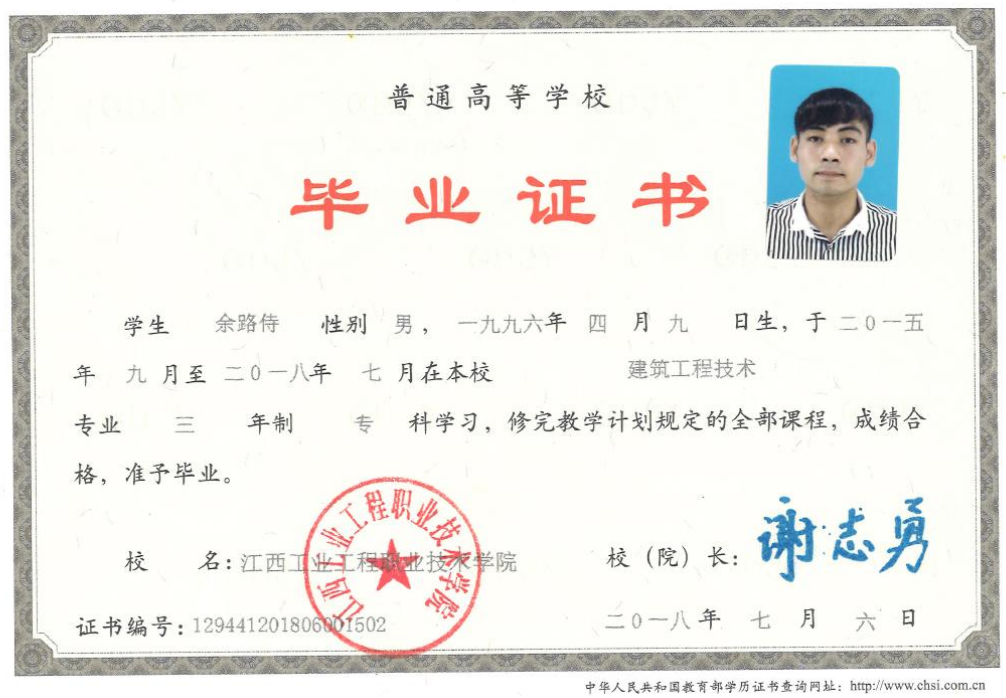 普通高等学校
毕业证书
学生 余路侍 性别 男，一九九六年 四 月 九 日生，于 二0一五
年 九 月至 二0一八年 七 月在本校 建筑工程技术
专业 三 年制 专 科学习，修完教学计划规定的全部课程，成绩合
格，准予毕业。
江西工业工程职业技术学院
校 名：江西工业工程职业技术学院
校（院）长：谢志勇
证书编号：129441201806001502
二0一八年 七 月 六 日
中华人民共和国教育部学历证书查询网址：http://www.chsi.com.cn